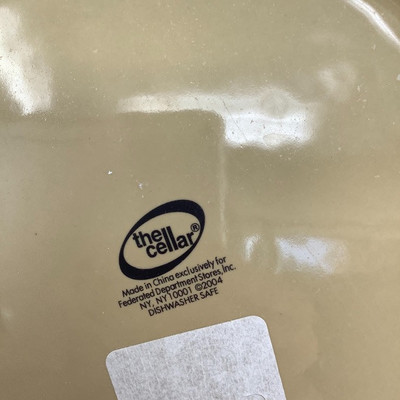 the
cellar®
Made in China exclusively for
Federated Department Stores, Inc.
NY, NY 10001 ©2004
DISHWASHER SAFE